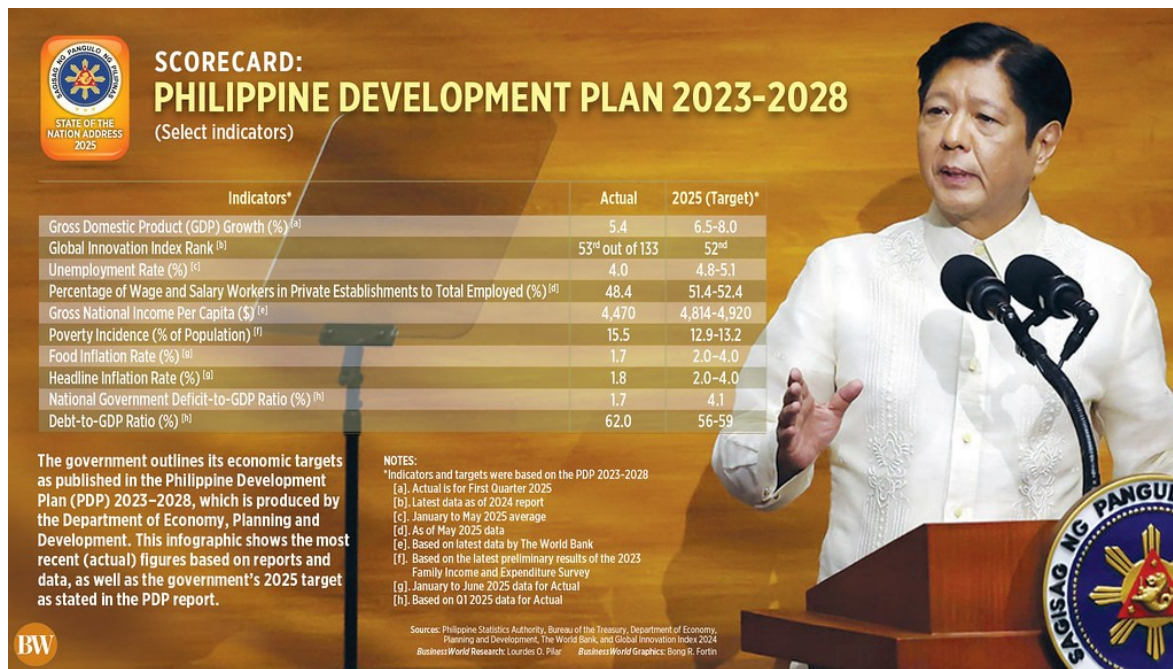 SAGISAG NG PANGULO NG PILIPINAS
STATE OF THE
NATION ADDRESS
2025
SCORECARD:
PHILIPPINE DEVELOPMENT PLAN 2023-2028
(Select indicators)
Indicators* Actual 2025 (Target)*
Gross Domestic Product (GDP) Growth (%) [a] 5.4 6.5-8.0
Global Innovation Index Rank [b] 53rd out of 133 52nd
Unemployment Rate (%) [c] 4.0 4.8-5.1
Percentage of Wage and Salary Workers in Private Establishments to Total Employed (%) [d] 48.4 51.4-52.4
Gross National Income Per Capita ($) [e] 4,470 4,814-4,920
Poverty Incidence (% of Population) [f] 15.5 12.9-13.2
Food Inflation Rate (%) [g] 1.7 2.0–4.0
Headline Inflation Rate (%) [g] 1.8 2.0–4.0
National Government Deficit-to-GDP Ratio (%) [h] 1.7 4.1
Debt-to-GDP Ratio (%) [h] 62.0 56-59
The government outlines its economic targets
as published in the Philippine Development
Plan (PDP) 2023–2028, which is produced by
the Department of Economy, Planning and
Development. This infographic shows the most
recent (actual) figures based on reports and
data, as well as the government's 2025 target
as stated in the PDP report.
NOTES:
*Indicators and targets were based on the PDP 2023-2028
[a]. Actual is for First Quarter 2025
[b]. Latest data as of 2024 report
[c]. January to May 2025 average
[d]. As of May 2025 data
[e]. Based on latest data by The World Bank
[f]. Based on the latest preliminary results of the 2023
Family Income and Expenditure Survey
[g]. January to June 2025 data for Actual
[h]. Based on Q1 2025 data for Actual
Sources: Philippine Statistics Authority, Bureau of the Treasury, Department of Economy,
Planning and Development, The World Bank, and Global Innovation Index 2024
BusinessWorld Research: Lourdes O. Pilar BusinessWorld Graphics: Bong R. Fortin
BW
SAGISAG NG PANGULO